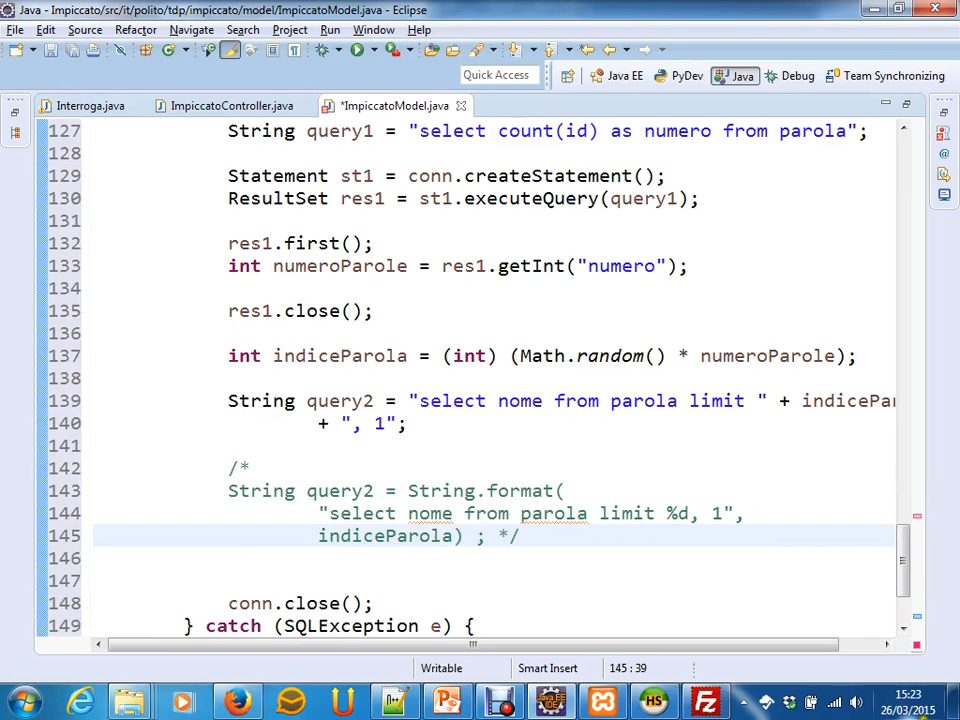 Java - Impiccato/src/it/polito/tdp/impiccato/model/ImpiccatoModel.java - Eclipse
File Edit Source Refactor Navigate Search Project Run Window Help
Quick Access Java EE PyDev Java Debug Team Synchronizing
Interroga.java ImpiccatoController.java *ImpiccatoModel.java
127 String query1 = "select count(id) as numero from parola";
128
129 Statement st1 = conn.createStatement();
130 ResultSet res1 = st1.executeQuery(query1);
131
132 res1.first();
133 int numeroParole = res1.getInt("numero");
134
135 res1.close();
136
137 int indiceParola = (int) (Math.random() * numeroParole);
138
139 String query2 = "select nome from parola limit " + indicePar
140 + ", 1";
141
142 /*
143 String query2 = String.format(
144 "select nome from parola limit %d, 1",
145 indiceParola) ; */
146
147
148 conn.close();
149 } catch (SQLException e) {
Writable Smart Insert 145 : 39
15:23
26/03/2015